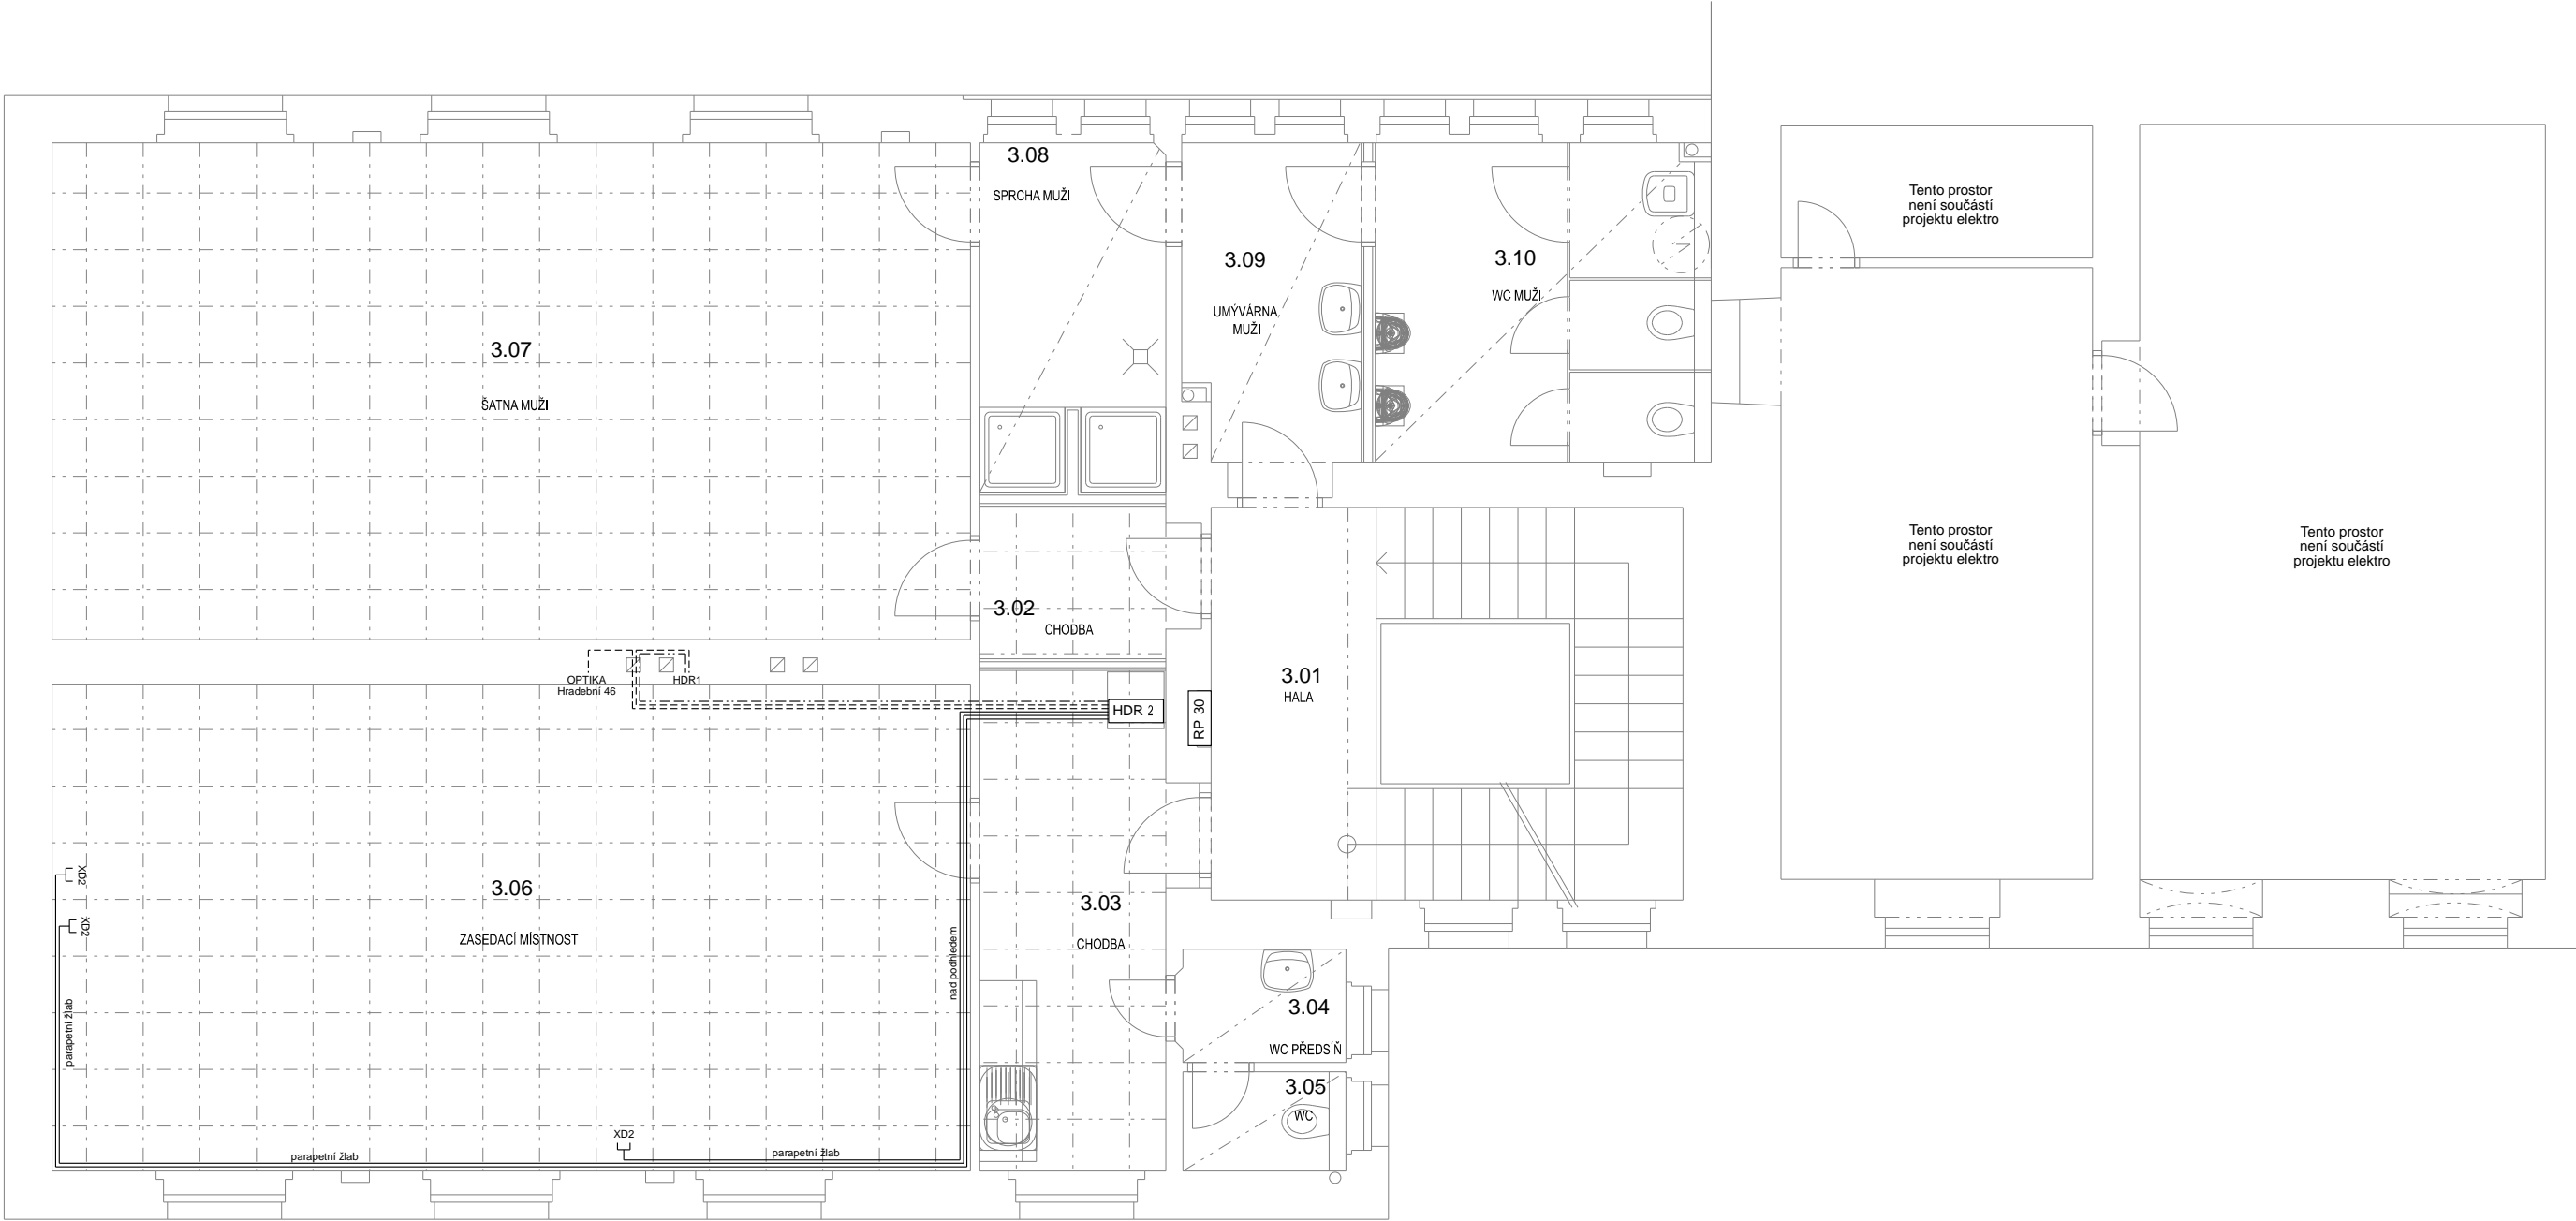 3.08
SPRCHA MUŽI
3.09
UMÝVÁRNA
MUŽI
3.10
WC MUŽI
Tento prostor
není součástí
projektu elektro
3.07
ŠATNA MUŽI
Tento prostor
není součástí
projektu elektro
Tento prostor
není součástí
projektu elektro
3.02
CHODBA
OPTIKA
Hradební 46
HDR1
HDR 2
RP 30
3.01
HALA
XD2
XD2
3.06
ZASEDACÍ MÍSTNOST
3.03
CHODBA
nad podhledem
parapetní žlab
3.04
WC PŘEDSÍŇ
3.05
WC
XD2
parapetní žlab
parapetní žlab